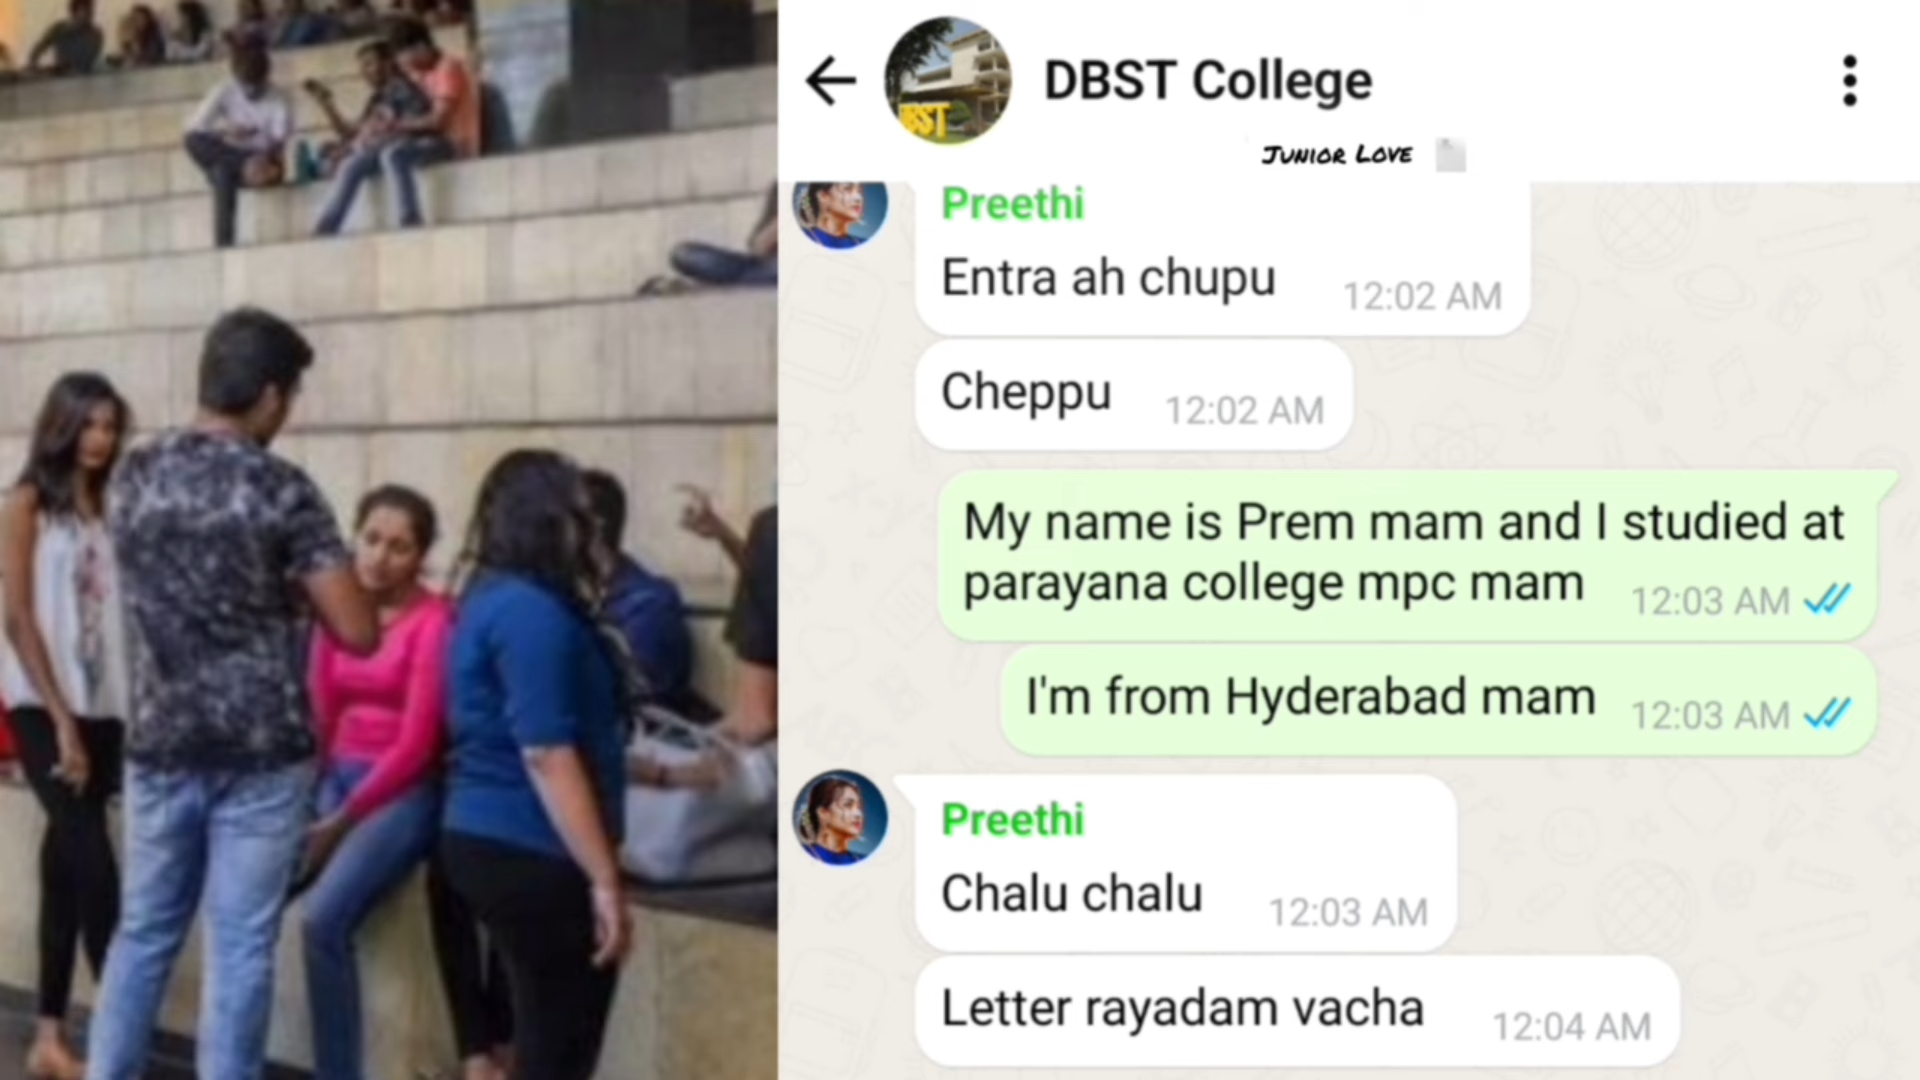 DBST College
JUNIOR LOVE
BST
Preethi
Entra ah chupu 12:02 AM
Cheppu 12:02 AM
My name is Prem mam and I studied at
parayana college mpc mam 12:03 AM
I'm from Hyderabad mam 12:03 AM
Preethi
Chalu chalu 12:03 AM
Letter rayadam vacha 12:04 AM